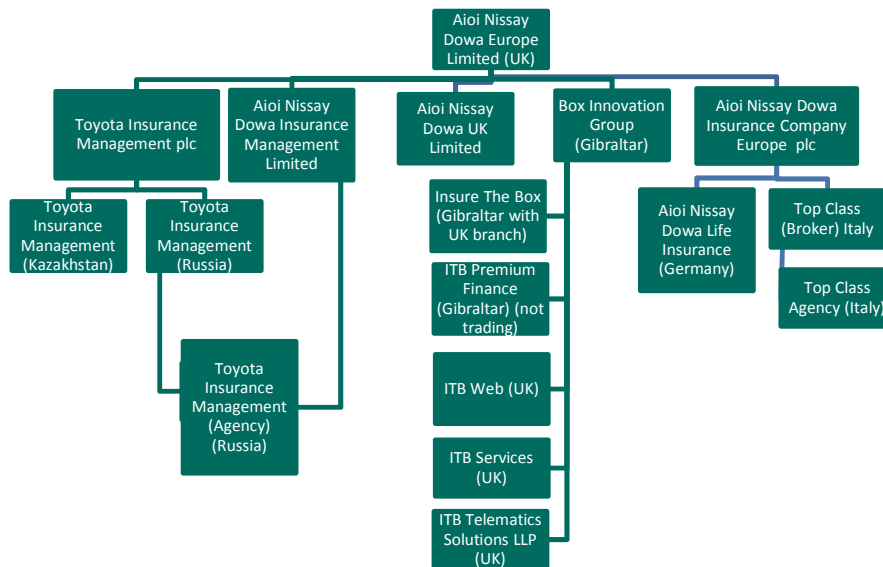 Aioi Nissay
Dowa Europe
Limited (UK)
Toyota Insurance
Management plc
Aioi Nissay
Dowa Insurance
Management
Limited
Aioi Nissay
Dowa UK
Limited
Box Innovation
Group
(Gibraltar)
Aioi Nissay Dowa
Insurance Company
Europe plc
Toyota
Insurance
Management
(Kazakhstan)
Toyota
Insurance
Management
(Russia)
Insure The Box
(Gibraltar with
UK branch)
Aioi Nissay
Dowa Life
Insurance
(Germany)
Top Class
(Broker) Italy
ITB Premium
Finance
(Gibraltar) (not
trading)
Top Class
Agency (Italy)
Toyota
Insurance
Management
(Agency)
(Russia)
ITB Web (UK)
ITB Services
(UK)
ITB Telematics
Solutions LLP
(UK)